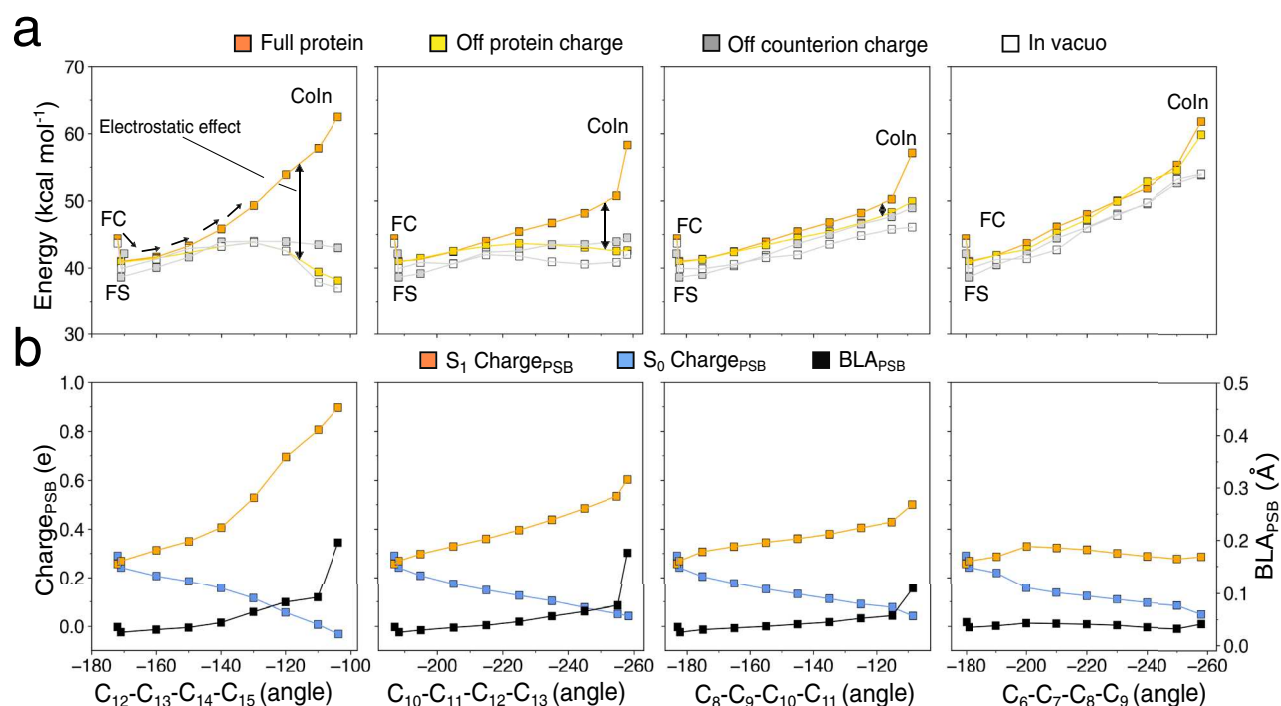 a
Full protein Off protein charge Off counterion charge In vacuo
70
60
50
40
30
Energy (kcal mol⁻¹)
CoIn
Electrostatic effect
FC
FS
CoIn
FC
FS
CoIn
FC
FS
CoIn
FC
FS
b
S₁ Charge_PSB S₀ Charge_PSB BLA_PSB
1.0
0.8
0.6
0.4
0.2
0.0
Charge_PSB (e)
0.5
0.4
0.3
0.2
0.1
0.0
BLA_PSB (Å)
−180 −160 −140 −120 −100
−200 −220 −240 −260
−180 −160 −140 −120
−180 −200 −220 −240 −260
C₁₂-C₁₃-C₁₄-C₁₅ (angle)
C₁₀-C₁₁-C₁₂-C₁₃ (angle)
C₈-C₉-C₁₀-C₁₁ (angle)
C₆-C₇-C₈-C₉ (angle)